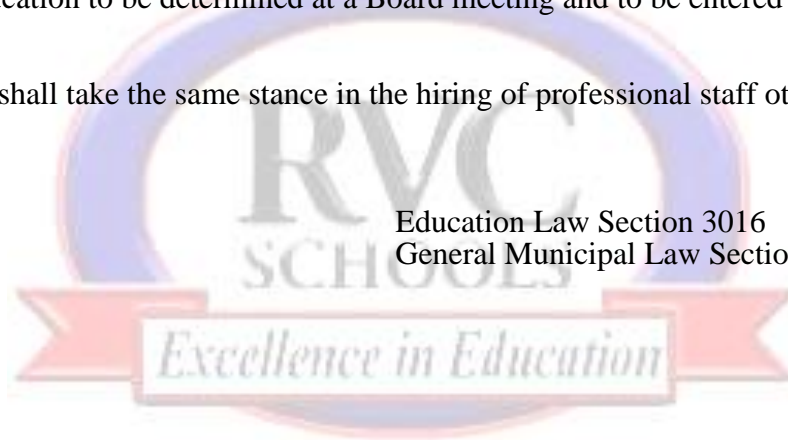 cation to be determined at a Board meeting and to be entered
shall take the same stance in the hiring of professional staff ot
RVC
Education Law Section 3016
General Municipal Law Sectio
SCHOOLS
Excellence in Education